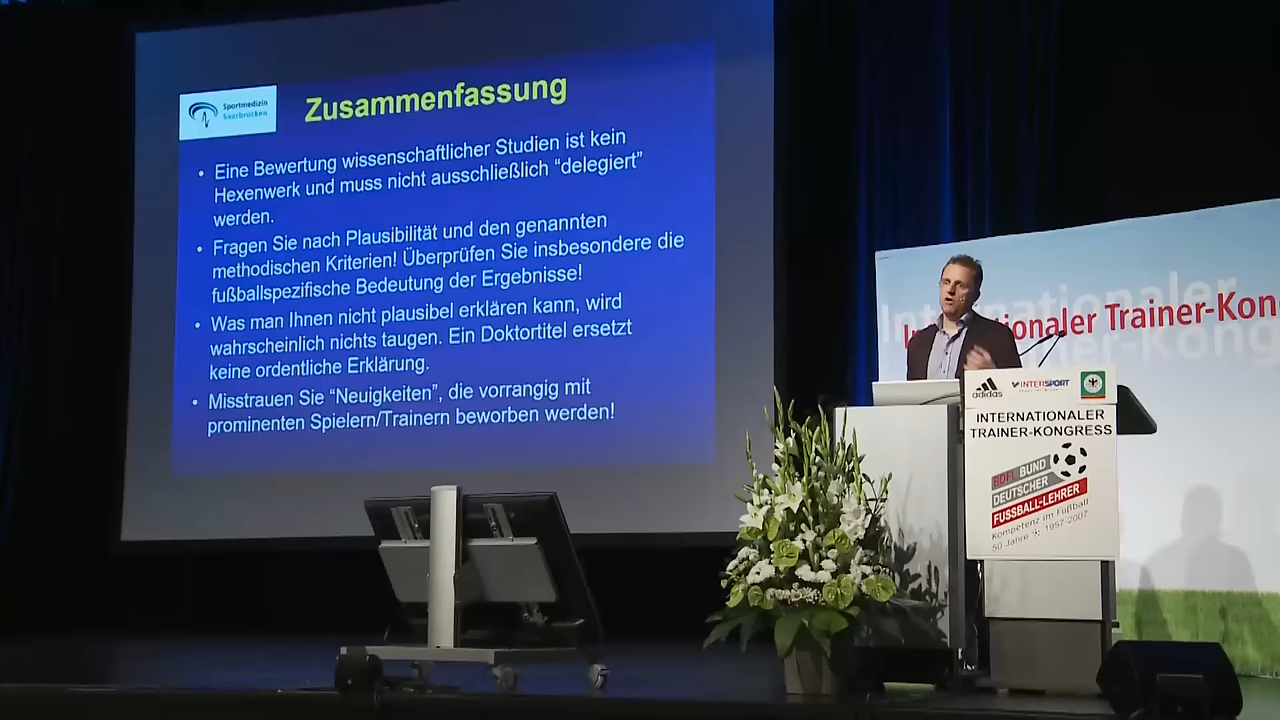 Sportmedizin
Saarbrücken
Zusammenfassung
• Eine Bewertung wissenschaftlicher Studien ist kein
Hexenwerk und muss nicht ausschließlich “delegiert”
werden.
• Fragen Sie nach Plausibilität und den genannten
methodischen Kriterien! Überprüfen Sie insbesondere die
fußballspezifische Bedeutung der Ergebnisse!
• Was man Ihnen nicht plausibel erklären kann, wird
wahrscheinlich nichts taugen. Ein Doktortitel ersetzt
keine ordentliche Erklärung.
• Misstrauen Sie “Neuigkeiten”, die vorrangig mit
prominenten Spielern/Trainern beworben werden!
Internationaler
ionaler Trainer-Kon
er-Kong
adidas
INTERSPORT
INTERNATIONALER
TRAINER-KONGRESS
BDFL BUND
DEUTSCHER
FUSSBALL-LEHRER
Kompetenz im Fußball
50 Jahre 1957-2007